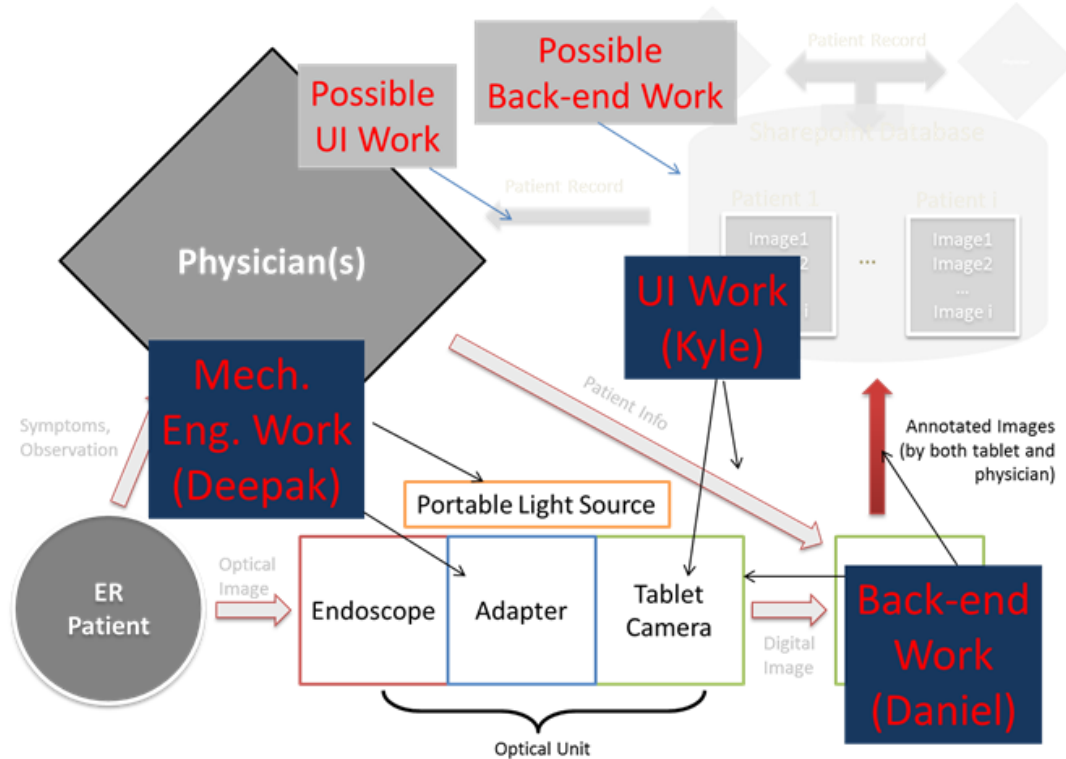 Patient Record
Possible
Back-end Work
Possible
UI Work
Sharepoint Database
Patient Record
Patient 1
Patient i
Image1
Image1
Image2
...
...
Image i
Physician(s)
UI Work
(Kyle)
Mech.
Eng. Work
(Deepak)
Symptoms,
Observation
Patient Info
Annotated Images
(by both tablet and
physician)
Portable Light Source
ER
Patient
Optical
Image
Endoscope
Adapter
Tablet
Camera
Digital
Image
Back-end
Work
(Daniel)
Optical Unit